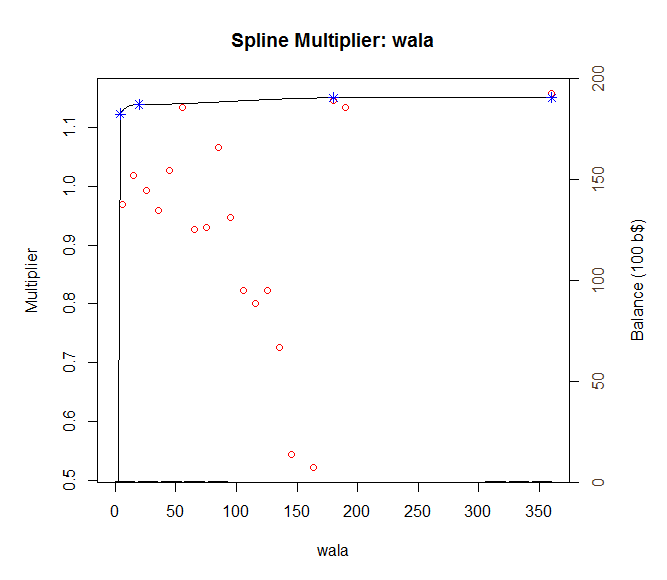 Spline Multiplier: wala
Multiplier
0.5 0.6 0.7 0.8 0.9 1.0 1.1
0 50 100 150 200
Balance (100 b$)
0 50 100 150 200 250 300 350
wala